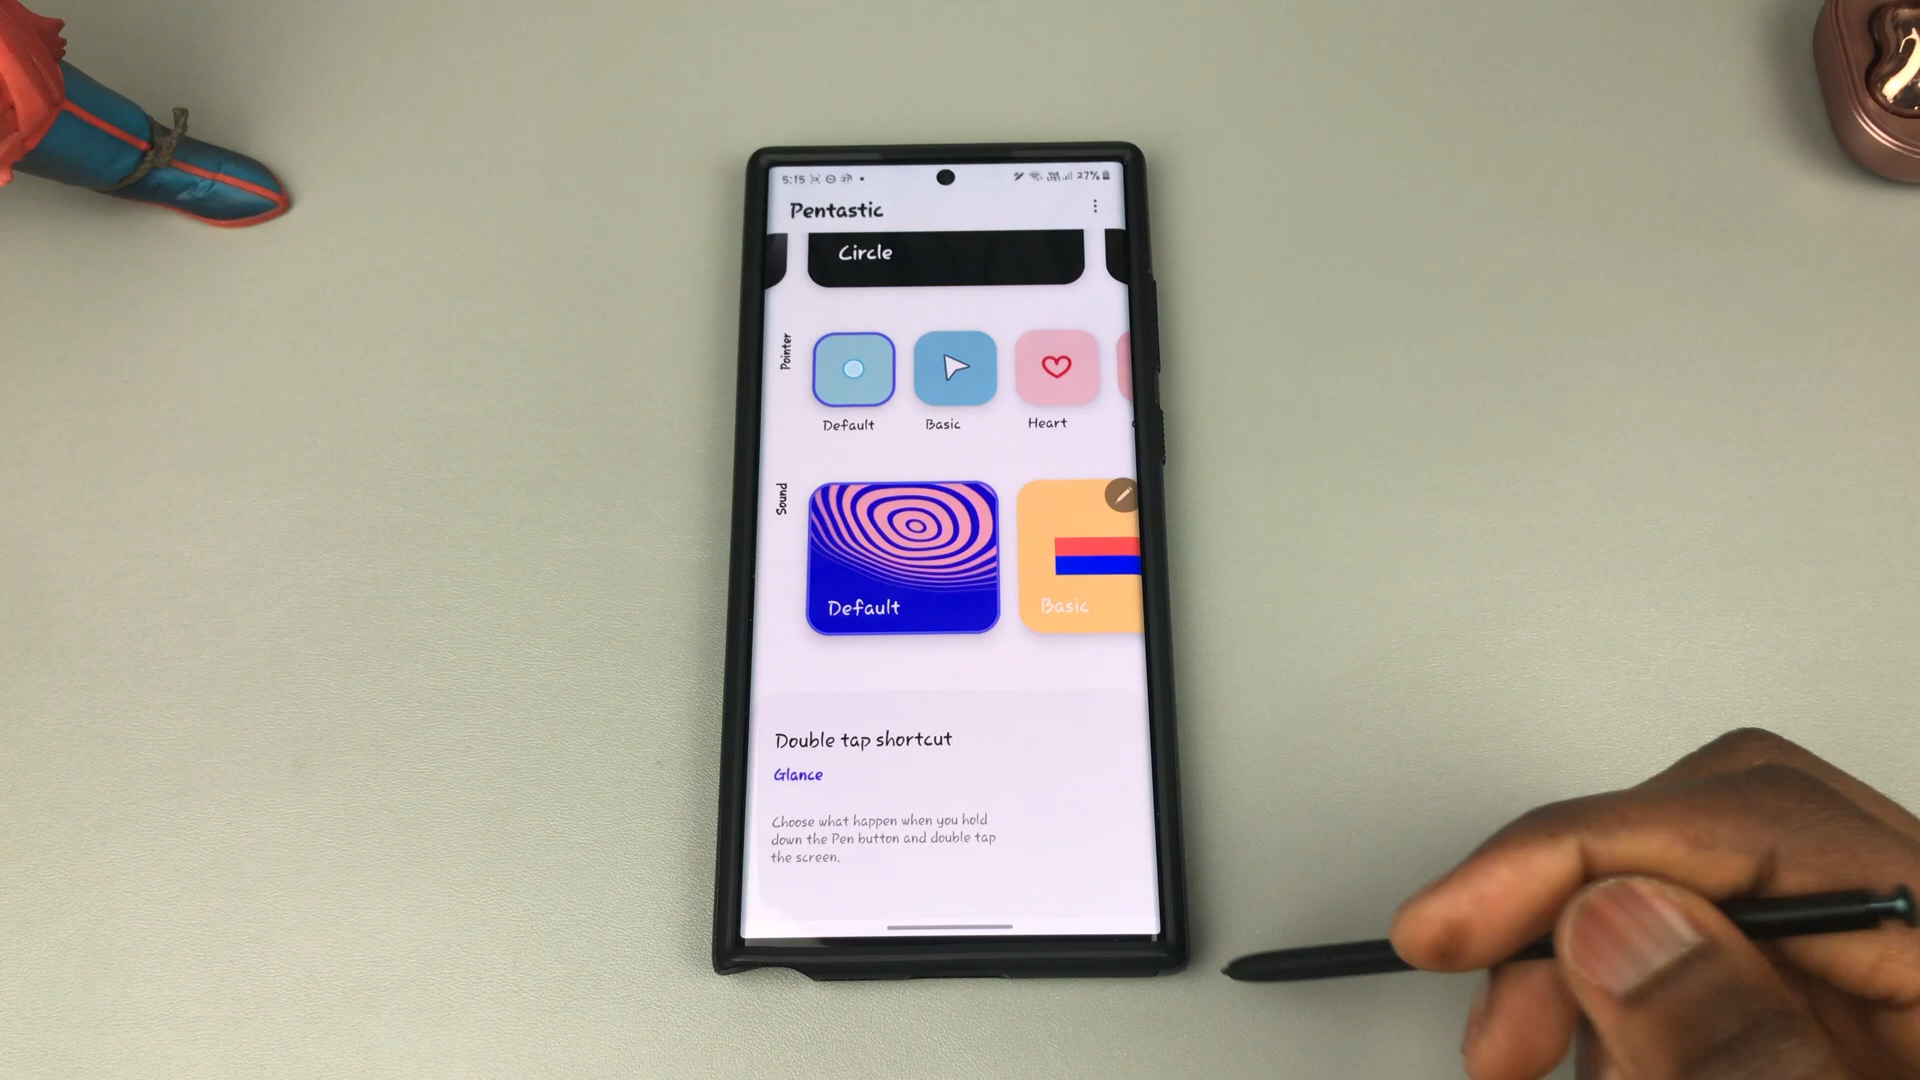 5:15 27%
Pentastic
Circle
Pointer
Default Basic Heart
Sound
Default Basic
Double tap shortcut
Glance
Choose what happen when you hold
down the Pen button and double tap
the screen.